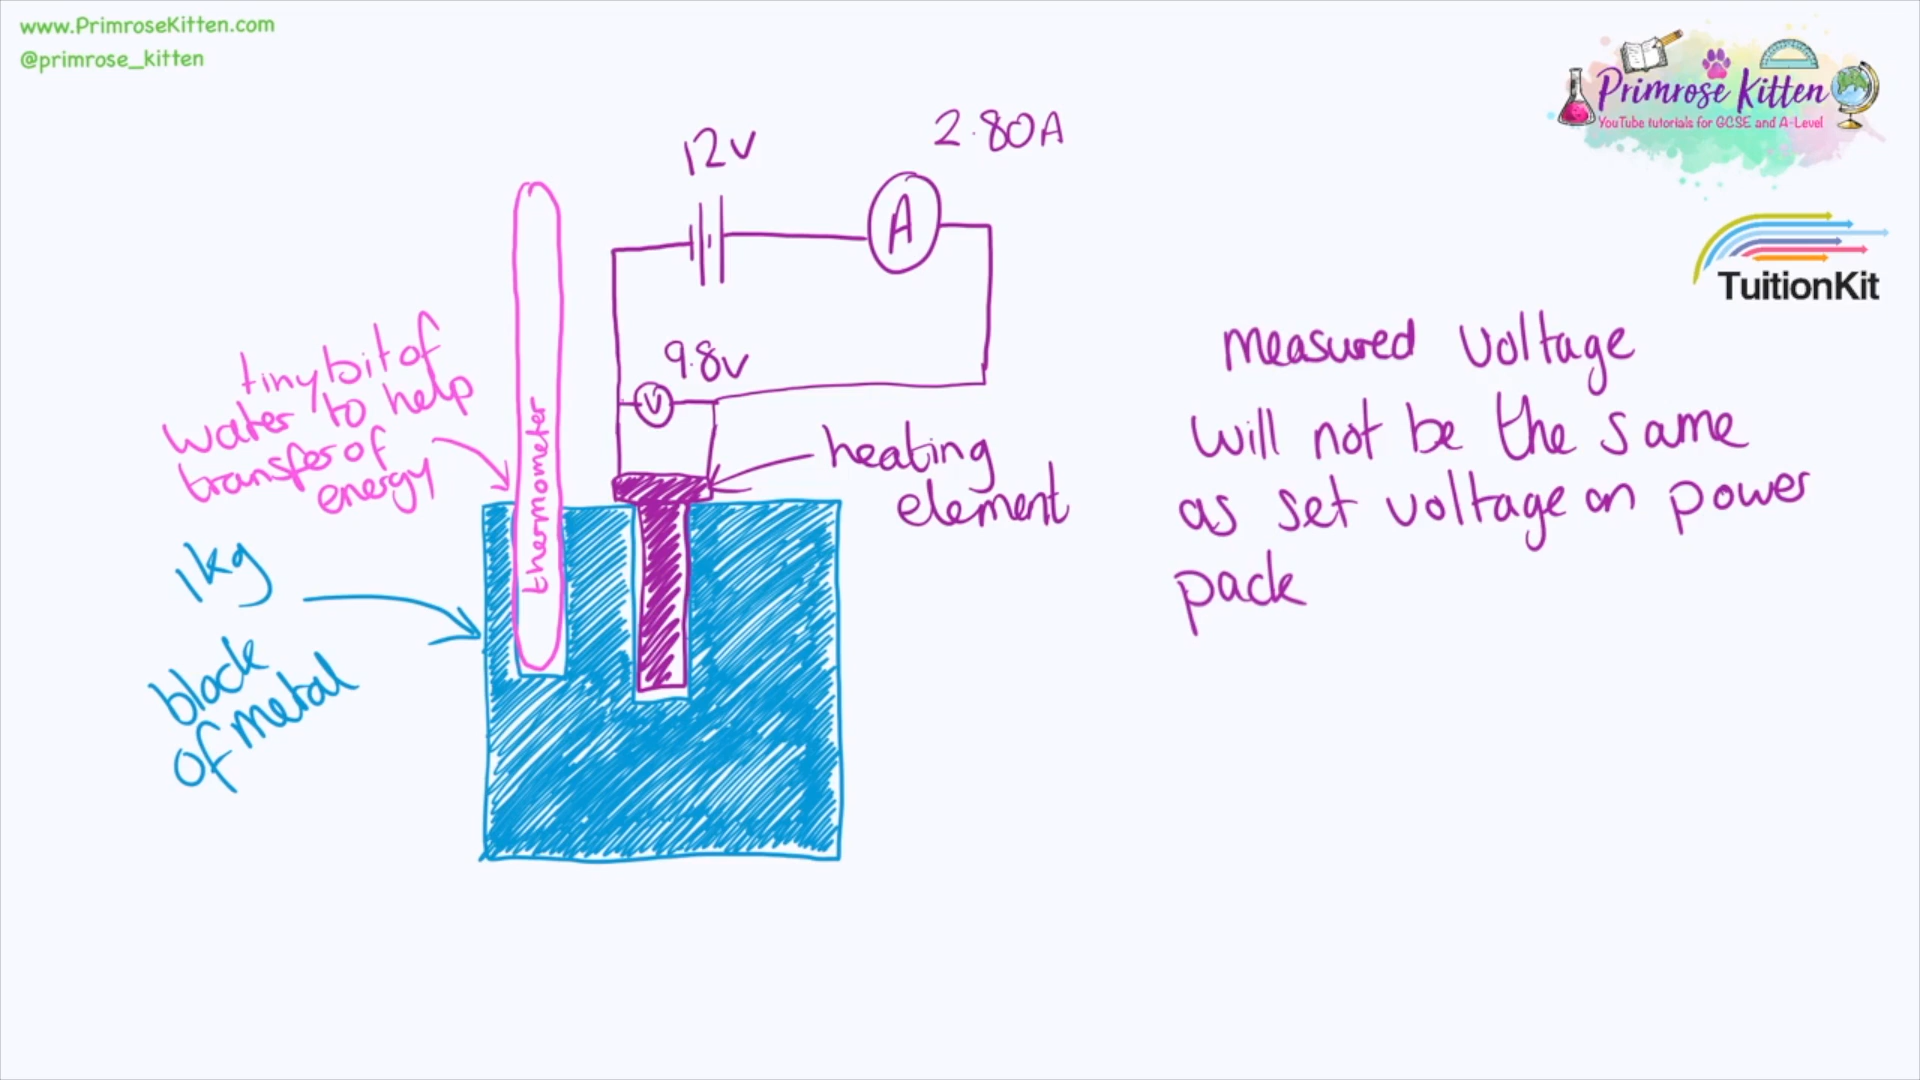 www.PrimroseKitten.com
@primrose_kitten
Primrose Kitten
YouTube tutorials for GCSE and A-Level
TuitionKit
12V
2.80A
A
9.8V
V
tiny bit of
water to help
transfer of
energy
thermometer
heating
element
1kg
block
of metal
measured voltage
will not be the same
as set voltage on power
pack